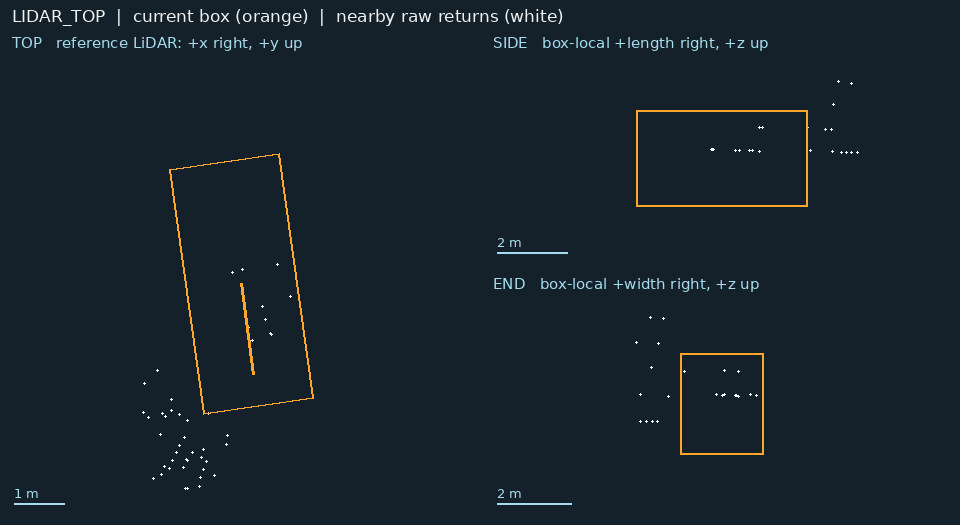 LIDAR_TOP | current box (orange) | nearby raw returns (white)
TOP reference LiDAR: +x right, +y up
SIDE box-local +length right, +z up
2 m
END box-local +width right, +z up
1 m
2 m